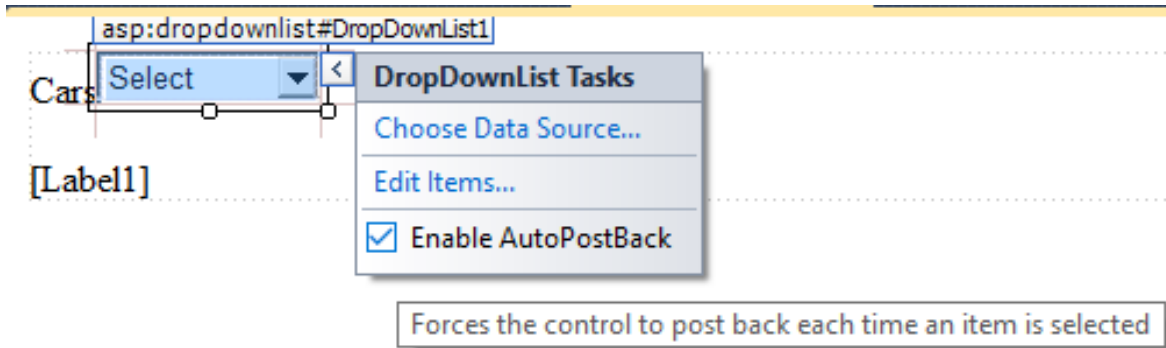 asp:dropdownlist#DropDownList1
Cars Select < DropDownList Tasks
Choose Data Source...
[Label1]
Edit Items...
Enable AutoPostBack
Forces the control to post back each time an item is selected